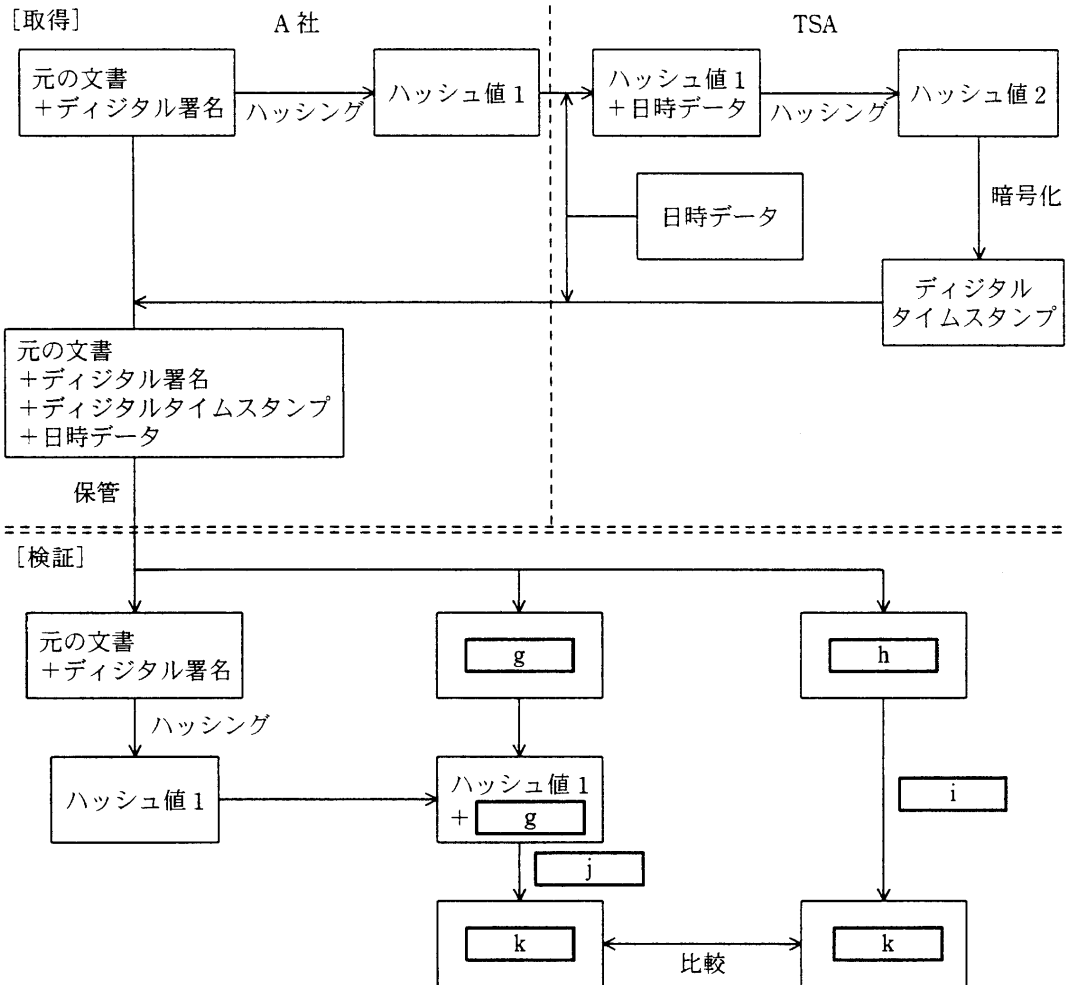 [取得]
A社
TSA
元の文書
+ディジタル署名
ハッシング
ハッシュ値1
ハッシュ値1
+日時データ
ハッシング
ハッシュ値2
暗号化
日時データ
ディジタル
タイムスタンプ
元の文書
+ディジタル署名
+ディジタルタイムスタンプ
+日時データ
保管
[検証]
元の文書
+ディジタル署名
g
h
ハッシング
ハッシュ値1
ハッシュ値1
+ g
i
j
k
比較
k